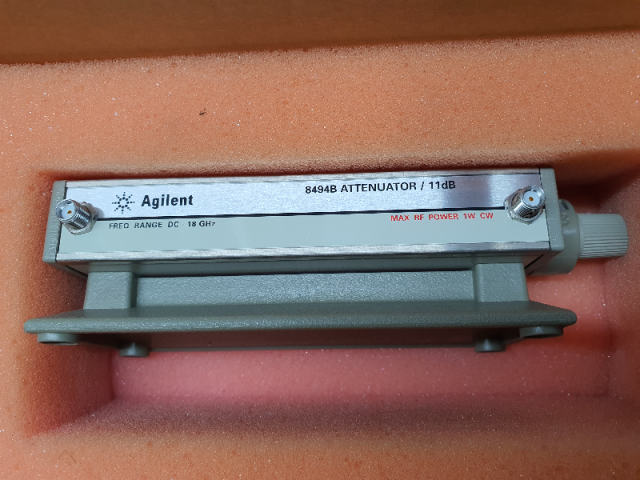 Agilent
8494B ATTENUATOR / 11dB
FREQ RANGE DC - 18 GHz
MAX RF POWER 1W CW